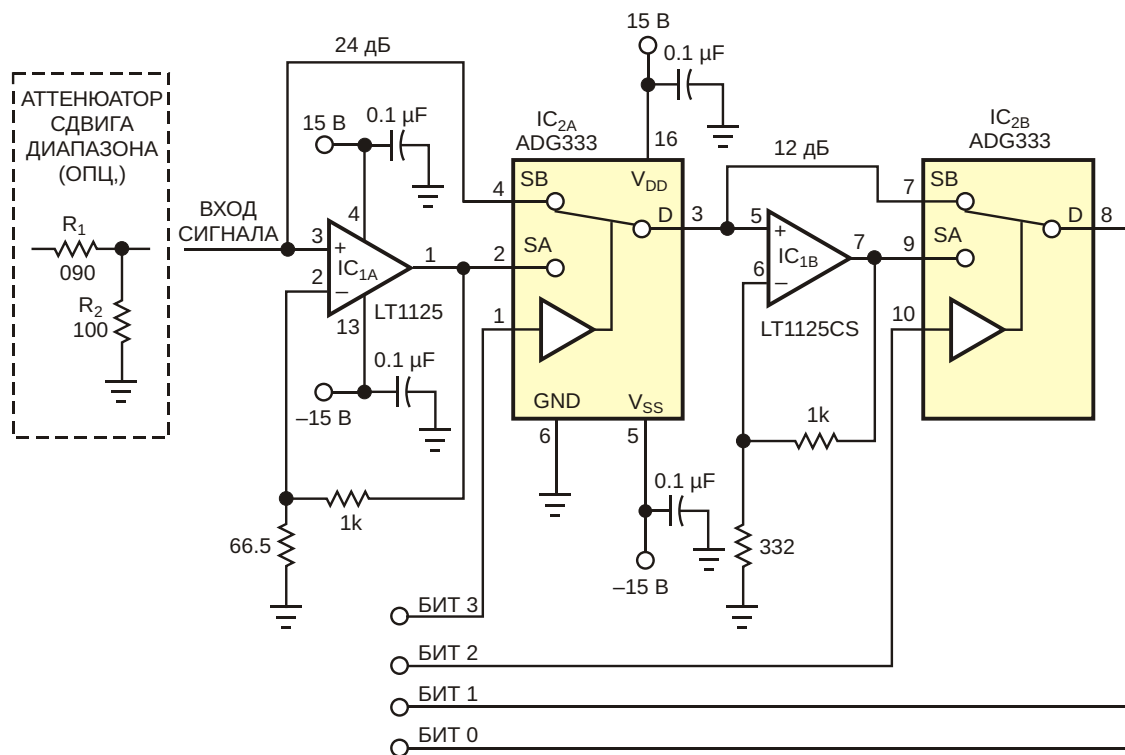 АТТЕНЮАТОР
СДВИГА
ДИАПАЗОНА
(ОПЦ,)
R1
090
R2
100
ВХОД
СИГНАЛА
24 дБ
15 В
0.1 µF
4
3
+
2
–
IC1A
1
LT1125
13
0.1 µF
–15 В
1k
66.5
IC2A
ADG333
15 В
0.1 µF
16
4
SB
VDD
D
3
2
SA
1
GND
VSS
6
5
0.1 µF
–15 В
12 дБ
5
+
6
–
IC1B
7
LT1125CS
1k
332
IC2B
ADG333
7
SB
D
8
9
SA
10
БИТ 3
БИТ 2
БИТ 1
БИТ 0